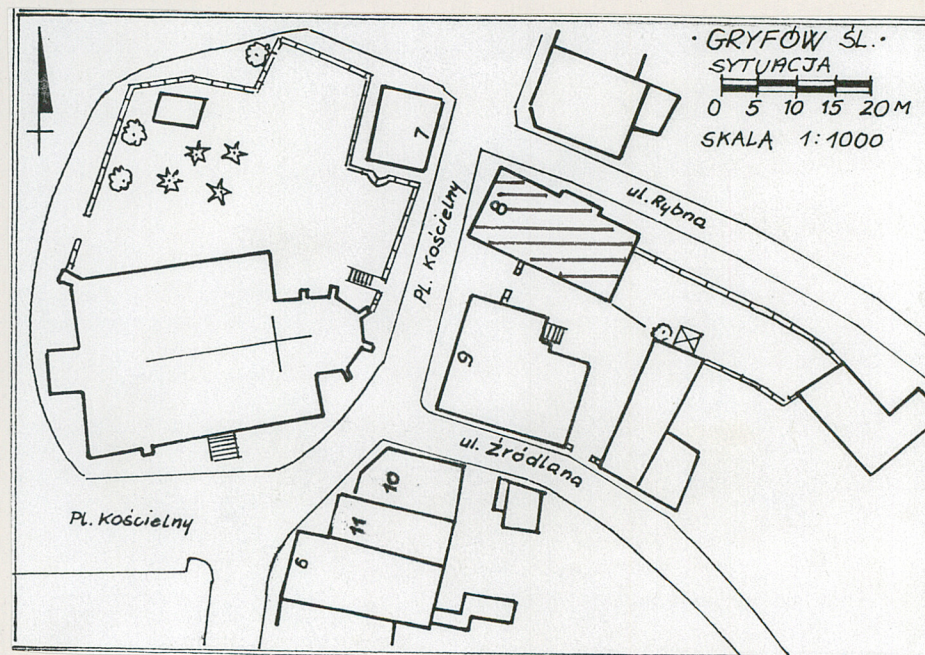 · GRYFÓW ŚL. ·
SYTUACJA
0 5 10 15 20 M
SKALA 1:1000
7
ul. Rybna
8
Pl. Kościelny
9
ul. Źródlana
10
Pl. Kościelny
11
6